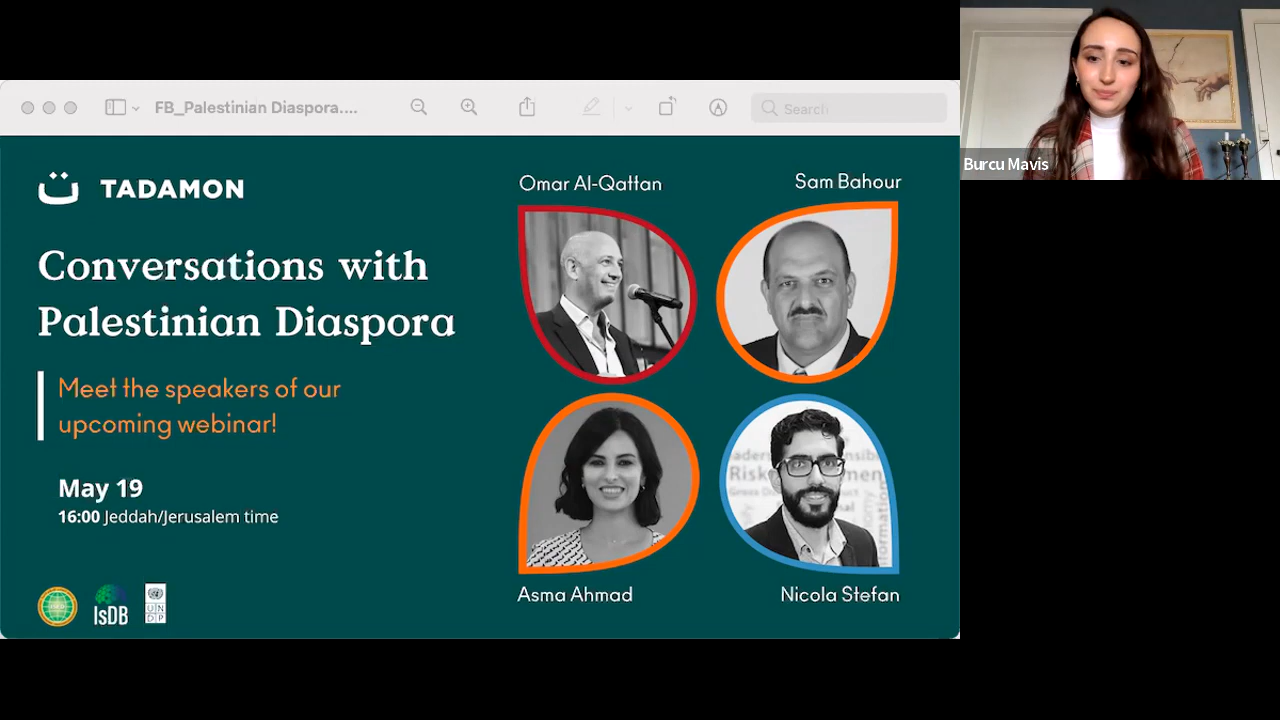 FB_Palestinian Diaspora....
Search
TADAMON
Conversations with
Palestinian Diaspora
Meet the speakers of our
upcoming webinar!
May 19
16:00 Jeddah/Jerusalem time
IsDB
U N
D P
Omar Al-Qattan
Sam Bahour
Risk
Asma Ahmad
Nicola Stefan
Burcu Mavis